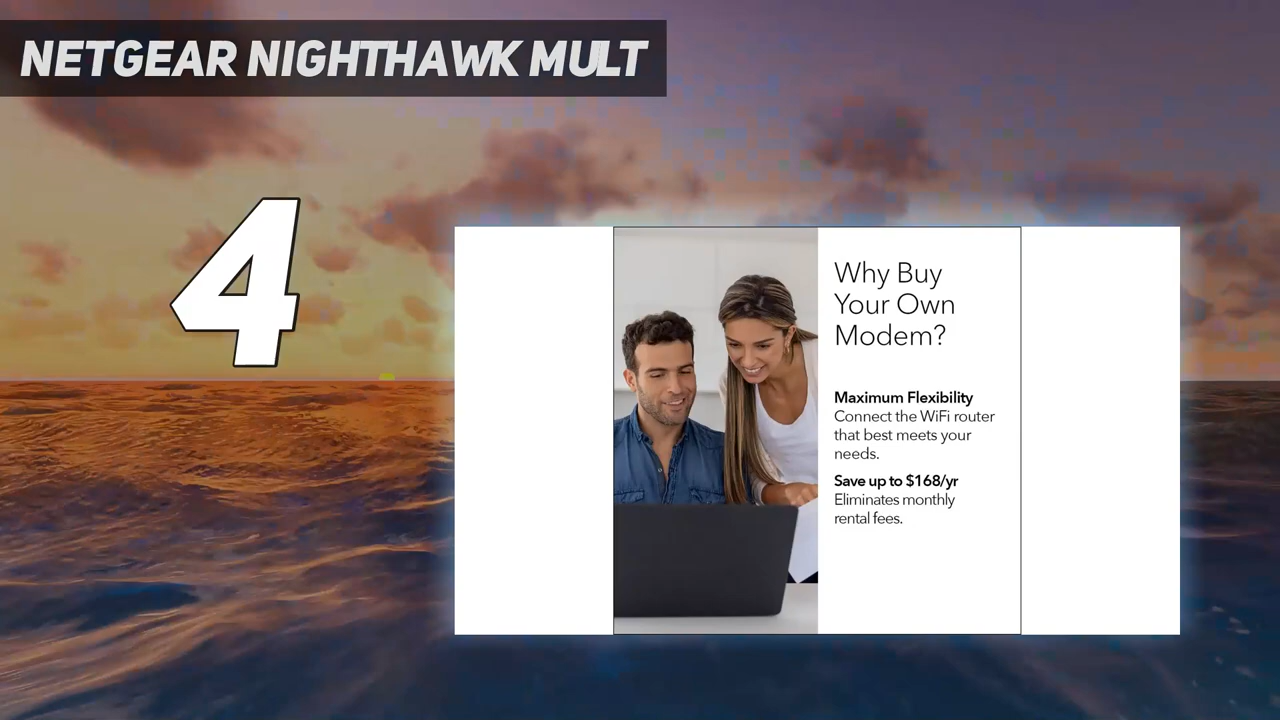 NETGEAR NIGHTHAWK MULT
4
Why Buy
Your Own
Modem?
Maximum Flexibility
Connect the WiFi router
that best meets your
needs.
Save up to $168/yr
Eliminates monthly
rental fees.